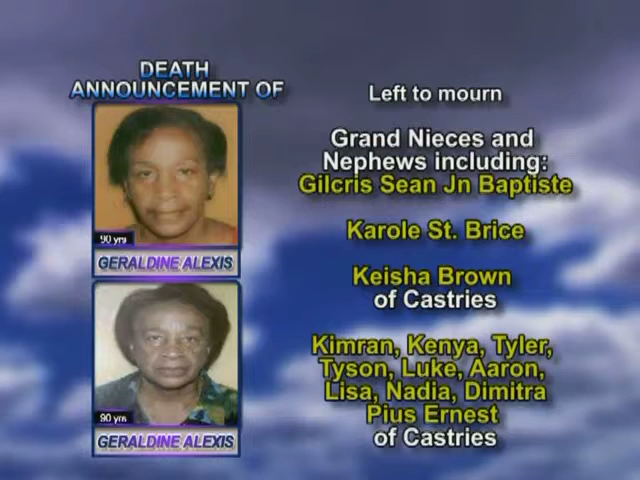 DEATH
ANNOUNCEMENT OF
90 yrs
GERALDINE ALEXIS
90 yrs
GERALDINE ALEXIS
Left to mourn
Grand Nieces and
Nephews including:
Gilcris Sean Jn Baptiste
Karole St. Brice
Keisha Brown
of Castries
Kimran, Kenya, Tyler,
Tyson, Luke, Aaron,
Lisa, Nadia, Dimitra
Pius Ernest
of Castries